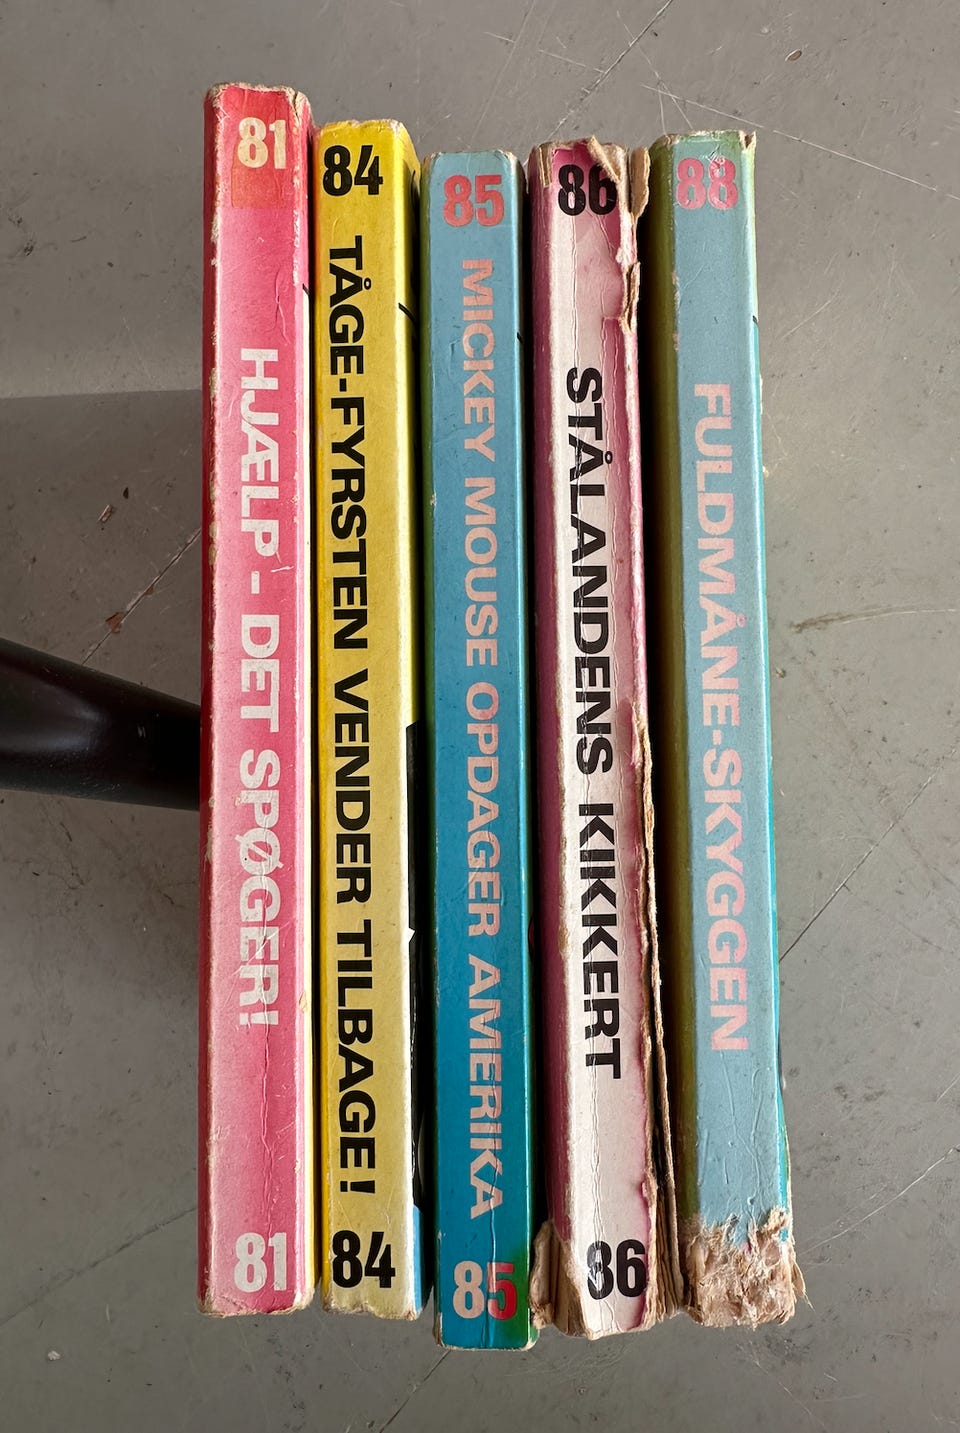 81
HJÆLP - DET SPØGER!
81
84
TÅGE-FYRSTEN VENDER TILBAGE!
84
85
MICKEY MOUSE OPDAGER AMERIKA
85
86
STÅLANDENS KIKKERT
86
88
FULDMÅNE-SKYGGEN